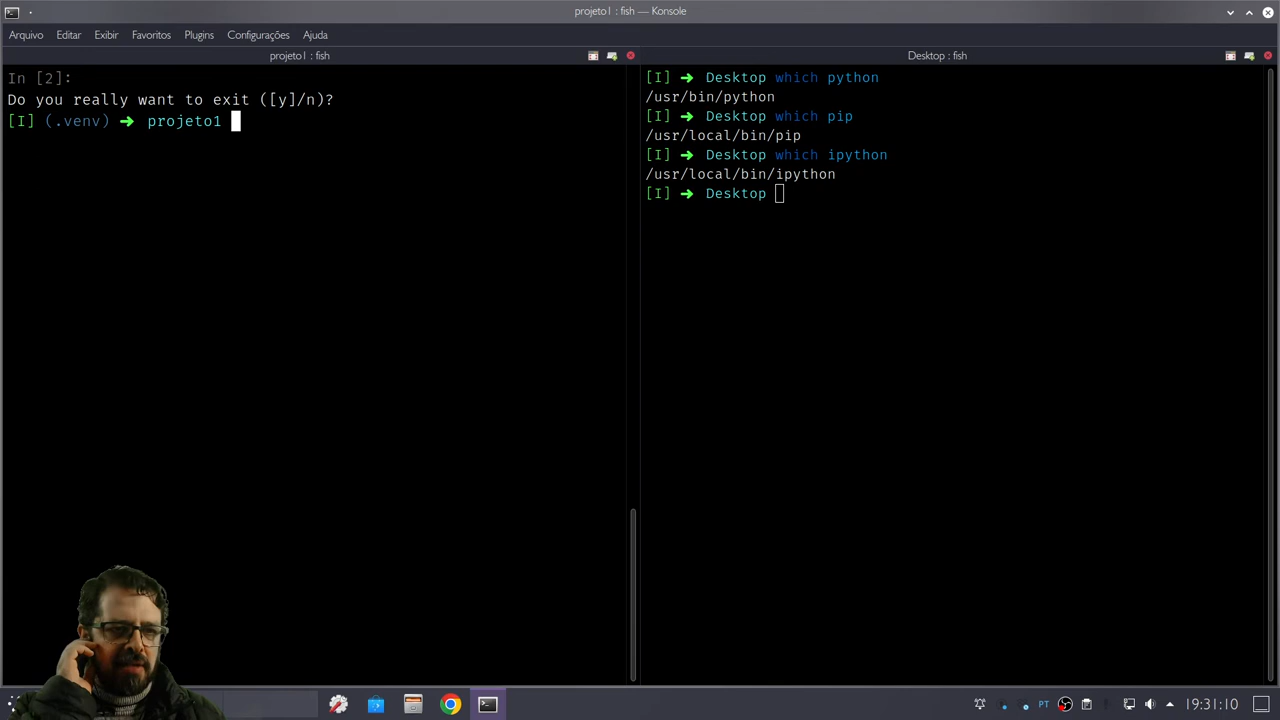 projeto1 : fish — Konsole
Arquivo Editar Exibir Favoritos Plugins Configurações Ajuda
projeto1 : fish
In [2]:
Do you really want to exit ([y]/n)?
[I] (.venv) ➜ projeto1
Desktop : fish
[I] ➜ Desktop which python
/usr/bin/python
[I] ➜ Desktop which pip
/usr/local/bin/pip
[I] ➜ Desktop which ipython
/usr/local/bin/ipython
[I] ➜ Desktop
PT 19:31:10